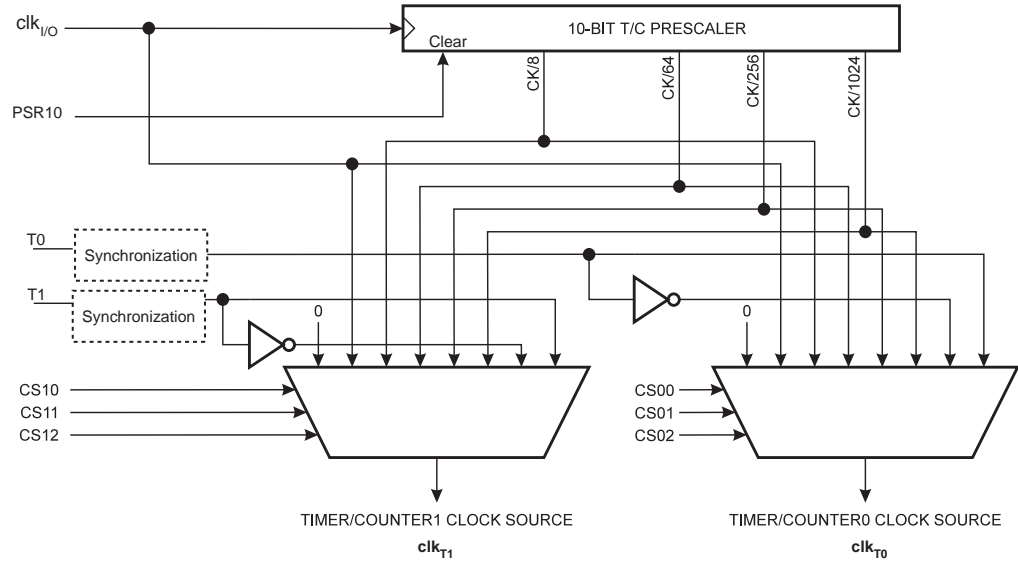 clkI/O
10-BIT T/C PRESCALER
Clear
CK/8
CK/64
CK/256
CK/1024
PSR10
T0
Synchronization
T1
Synchronization
0
0
CS10
CS11
CS12
CS00
CS01
CS02
TIMER/COUNTER1 CLOCK SOURCE
clkT1
TIMER/COUNTER0 CLOCK SOURCE
clkT0